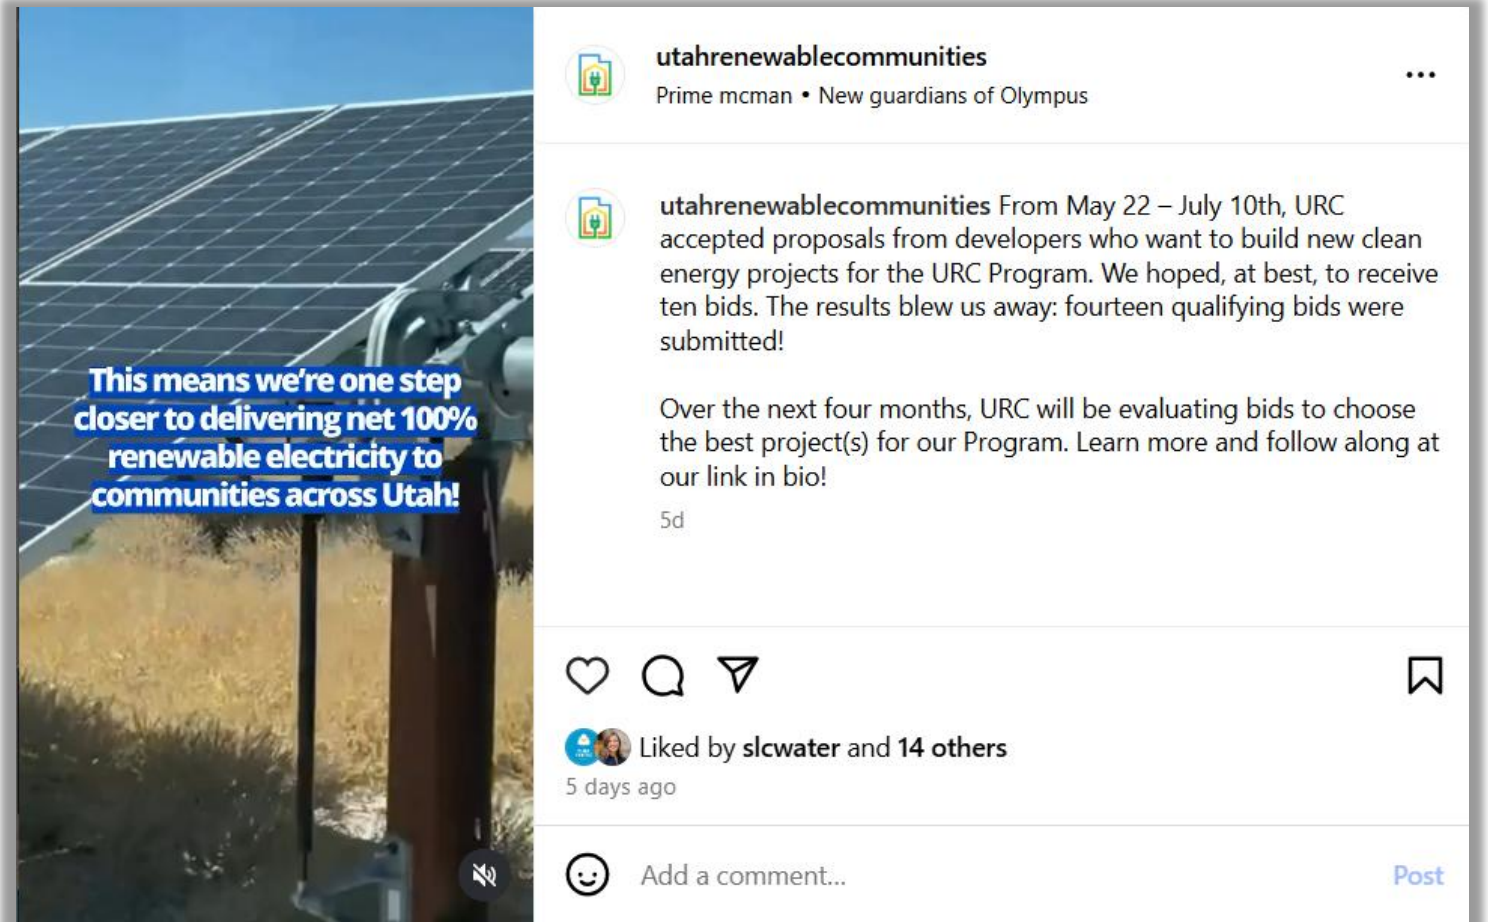 This means we're one step
closer to delivering net 100%
renewable electricity to
communities across Utah!
utahrenewablecommunities
Prime mcman • New guardians of Olympus
utahrenewablecommunities From May 22 – July 10th, URC
accepted proposals from developers who want to build new clean
energy projects for the URC Program. We hoped, at best, to receive
ten bids. The results blew us away: fourteen qualifying bids were
submitted!
Over the next four months, URC will be evaluating bids to choose
the best project(s) for our Program. Learn more and follow along at
our link in bio!
5d
Liked by slcwater and 14 others
5 days ago
Add a comment...
Post